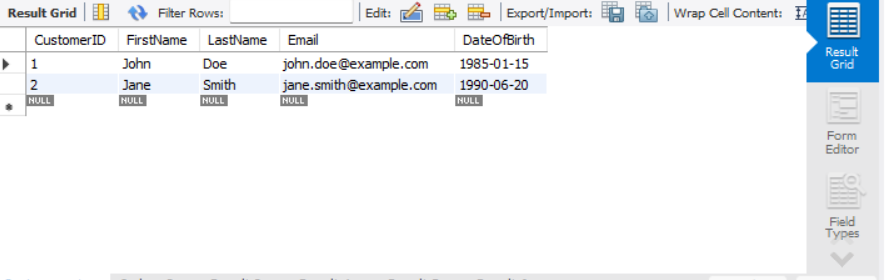 Result Grid Filter Rows: Edit: Export/Import: Wrap Cell Content:
CustomerID FirstName LastName Email DateOfBirth
1 John Doe john.doe@example.com 1985-01-15
2 Jane Smith jane.smith@example.com 1990-06-20
NULL NULL NULL NULL NULL
Result
Grid
Form
Editor
Field
Types